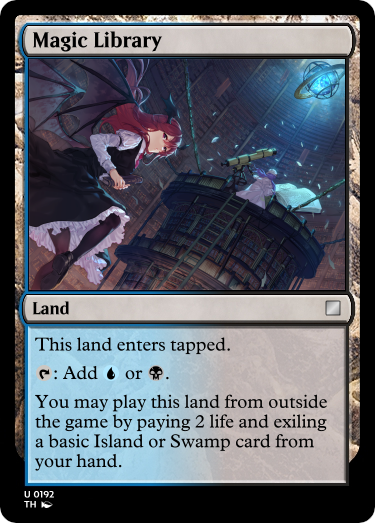 Magic Library
Land
This land enters tapped.
: Add or .
You may play this land from outside
the game by paying 2 life and exiling
a basic Island or Swamp card from
your hand.
U 0192
TH